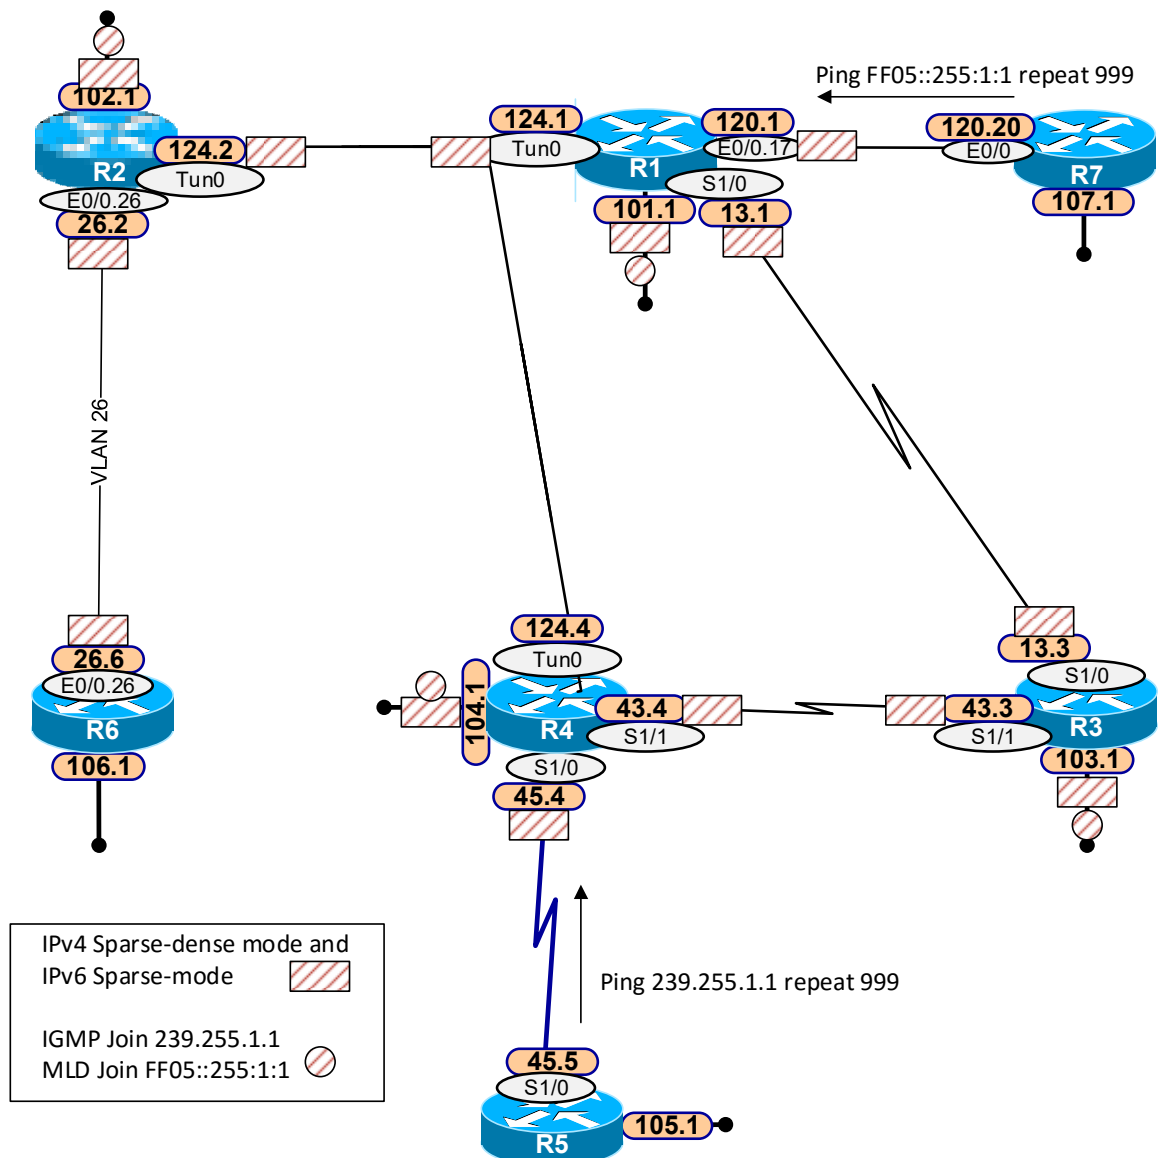 Ping FF05::255:1:1 repeat 999
102.1
124.2
R2
Tun0
E0/0.26
26.2
124.1
Tun0
R1
120.1
E0/0.17
S1/0
101.1
13.1
120.20
E0/0
R7
107.1
VLAN 26
26.6
E0/0.26
R6
106.1
124.4
Tun0
104.1
R4
43.4
S1/1
S1/0
45.4
13.3
S1/0
43.3
R3
S1/1
103.1
IPv4 Sparse-dense mode and
IPv6 Sparse-mode
IGMP Join 239.255.1.1
MLD Join FF05::255:1:1
Ping 239.255.1.1 repeat 999
45.5
S1/0
R5
105.1